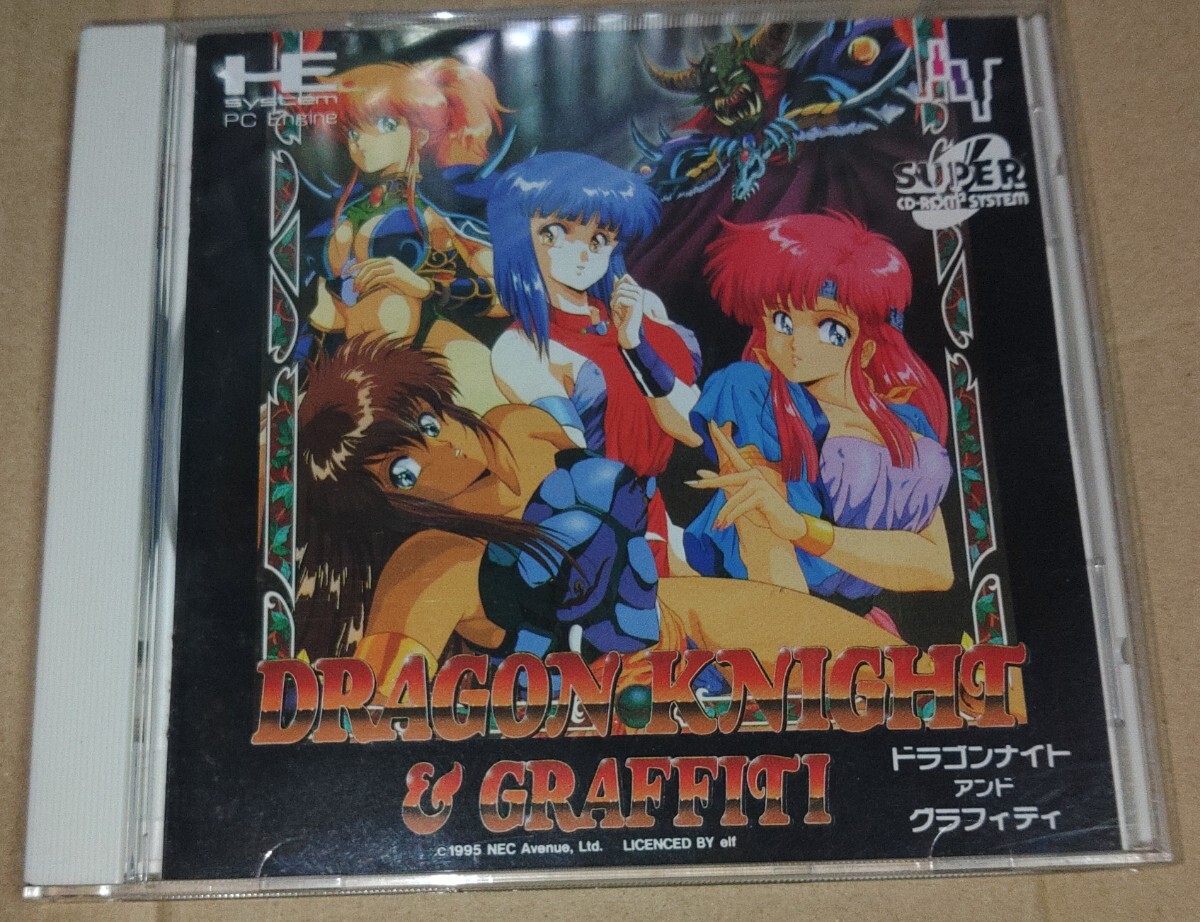 HE
system
PC Engine
AV
SUPER
CD-ROM² SYSTEM
DRAGON KNIGHT
& GRAFFITI
ドラゴンナイト
アンド
グラフィティ
©1995 NEC Avenue, Ltd. LICENCED BY elf